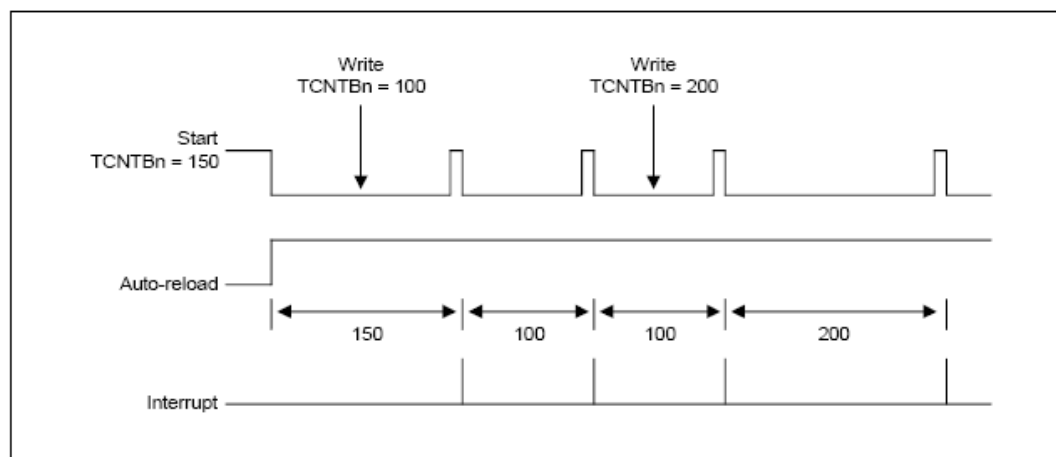 Write
TCNTBn = 100
Write
TCNTBn = 200
Start
TCNTBn = 150
Auto-reload
150
100
100
200
Interrupt